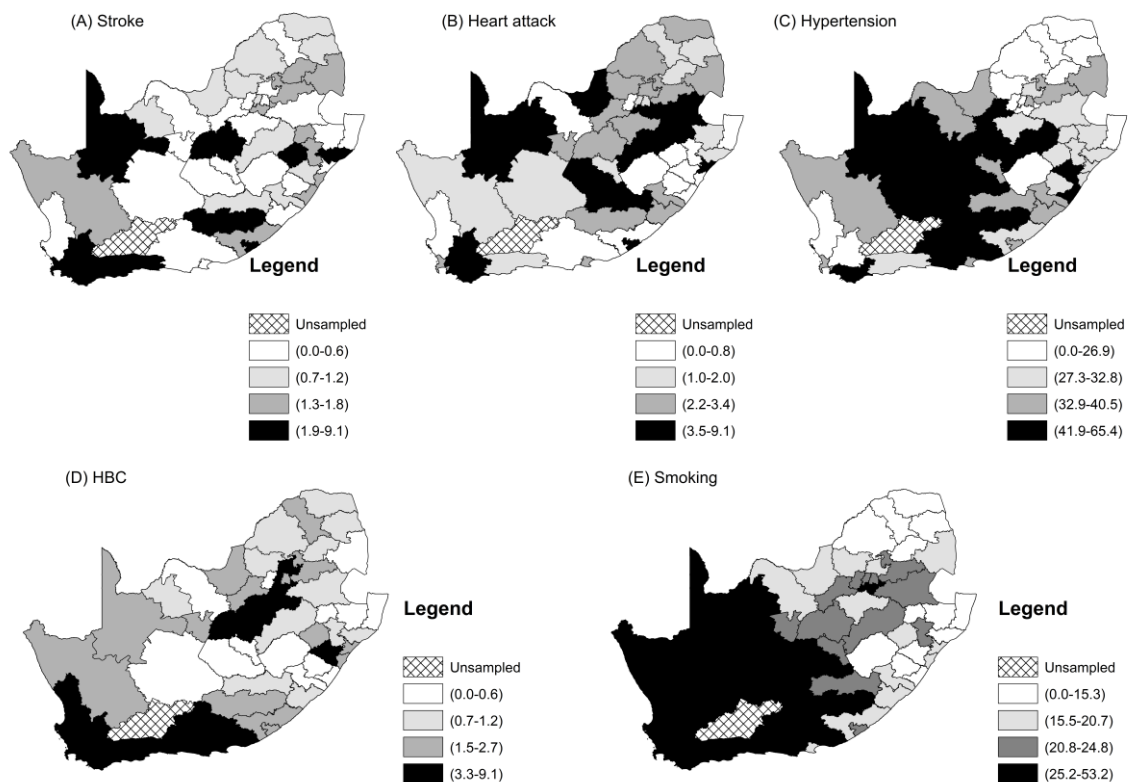 (A) Stroke
Legend
Unsampled
(0.0-0.6)
(0.7-1.2)
(1.3-1.8)
(1.9-9.1)
(B) Heart attack
Legend
Unsampled
(0.0-0.8)
(1.0-2.0)
(2.2-3.4)
(3.5-9.1)
(C) Hypertension
Legend
Unsampled
(0.0-26.9)
(27.3-32.8)
(32.9-40.5)
(41.9-65.4)
(D) HBC
Legend
Unsampled
(0.0-0.6)
(0.7-1.2)
(1.5-2.7)
(3.3-9.1)
(E) Smoking
Legend
Unsampled
(0.0-15.3)
(15.5-20.7)
(20.8-24.8)
(25.2-53.2)